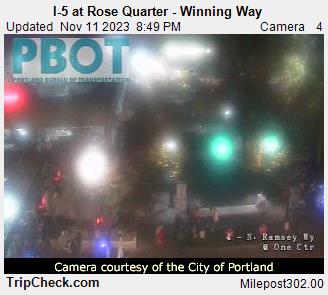 I-5 at Rose Quarter - Winning Way
Updated Nov 11 2023 8:49 PM Camera 4
PBOT
PORTLAND BUREAU OF TRANSPORTATION
4 - N. Ramsey Wy
@ One Ctr
Camera courtesy of the City of Portland
TripCheck.com Milepost302.00